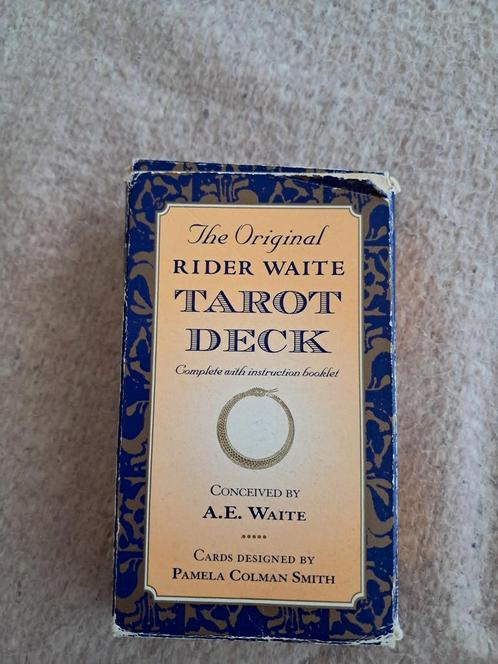 The Original
RIDER WAITE
TAROT
DECK
Complete with instruction booklet
CONCEIVED BY
A.E. WAITE
CARDS DESIGNED BY
PAMELA COLMAN SMITH